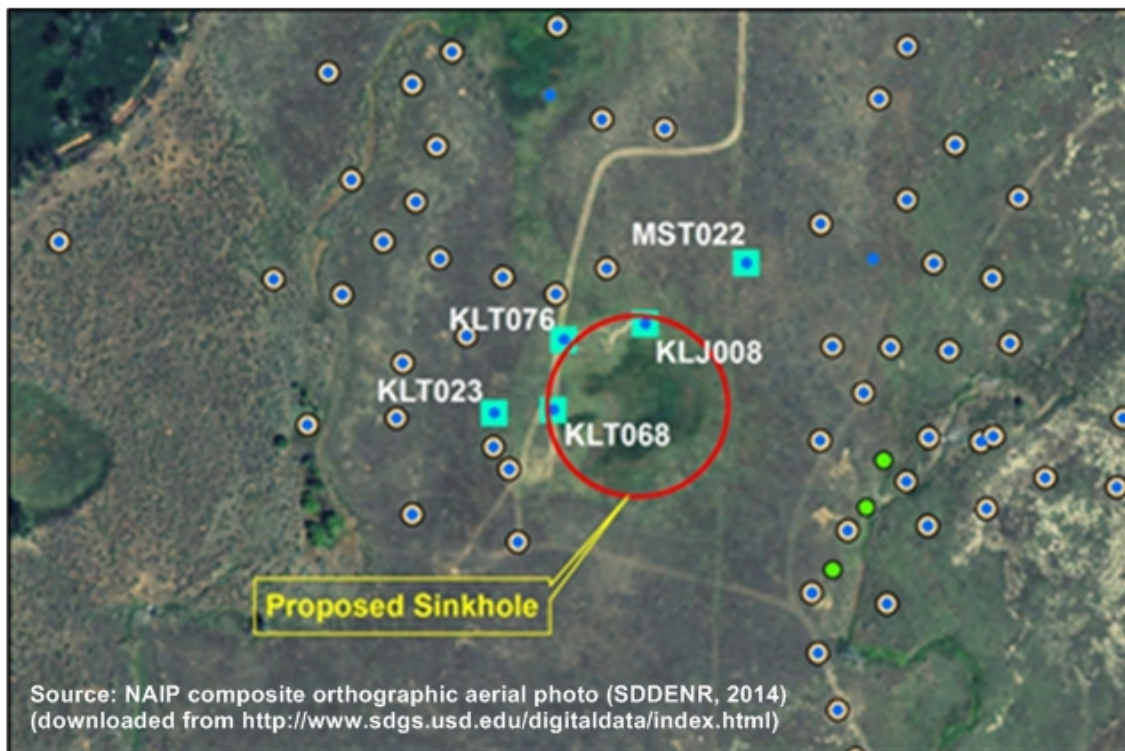 MST022
KLT076
KLJ008
KLT023
KLT068
Proposed Sinkhole
Source: NAIP composite orthographic aerial photo (SDDENR, 2014)
(downloaded from http://www.sdgs.usd.edu/digitaldata/index.html)